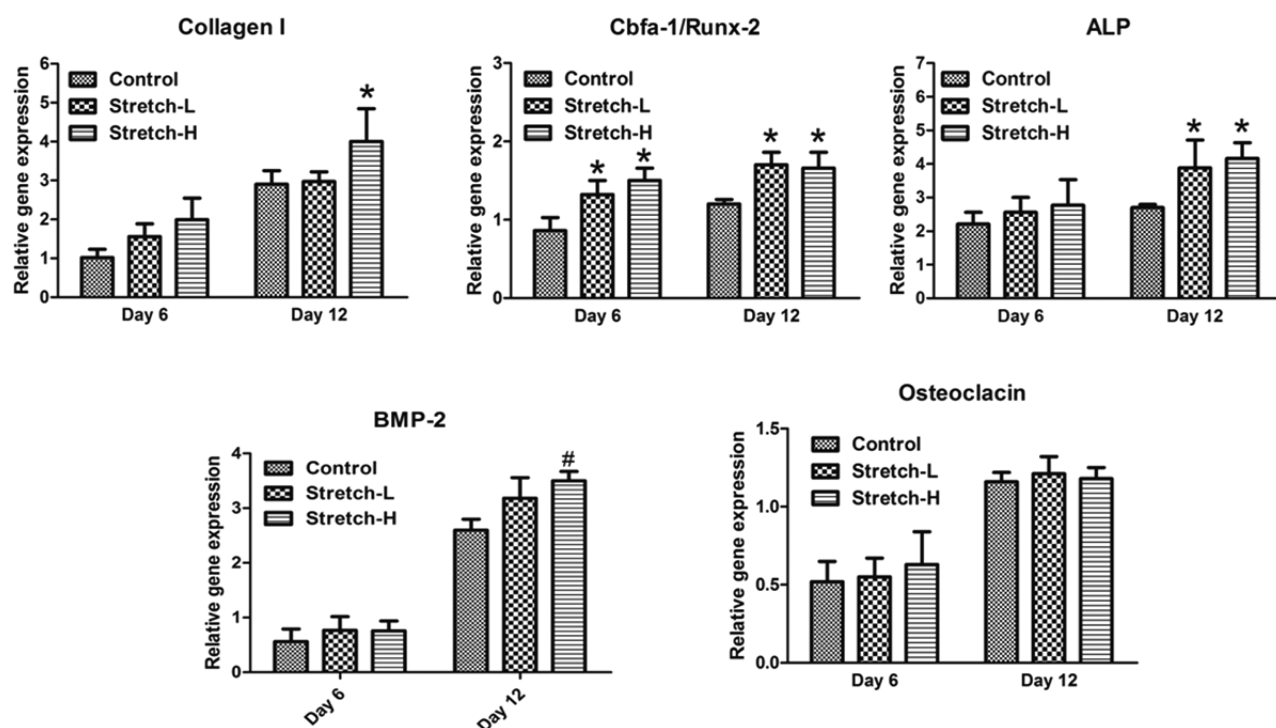 Collagen I
Relative gene expression
6
5
4
3
2
1
0
Control
Stretch-L
Stretch-H
*
Day 6
Day 12
Cbfa-1/Runx-2
Relative gene expression
3
2
1
0
Control
Stretch-L
Stretch-H
*
*
*
*
Day 6
Day 12
ALP
Relative gene expression
7
6
5
4
3
2
1
0
Control
Stretch-L
Stretch-H
*
*
Day 6
Day 12
BMP-2
Relative gene expression
4
3
2
1
0
Control
Stretch-L
Stretch-H
#
Day 6
Day 12
Osteoclacin
Relative gene expression
1.5
1.0
0.5
0.0
Control
Stretch-L
Stretch-H
Day 6
Day 12